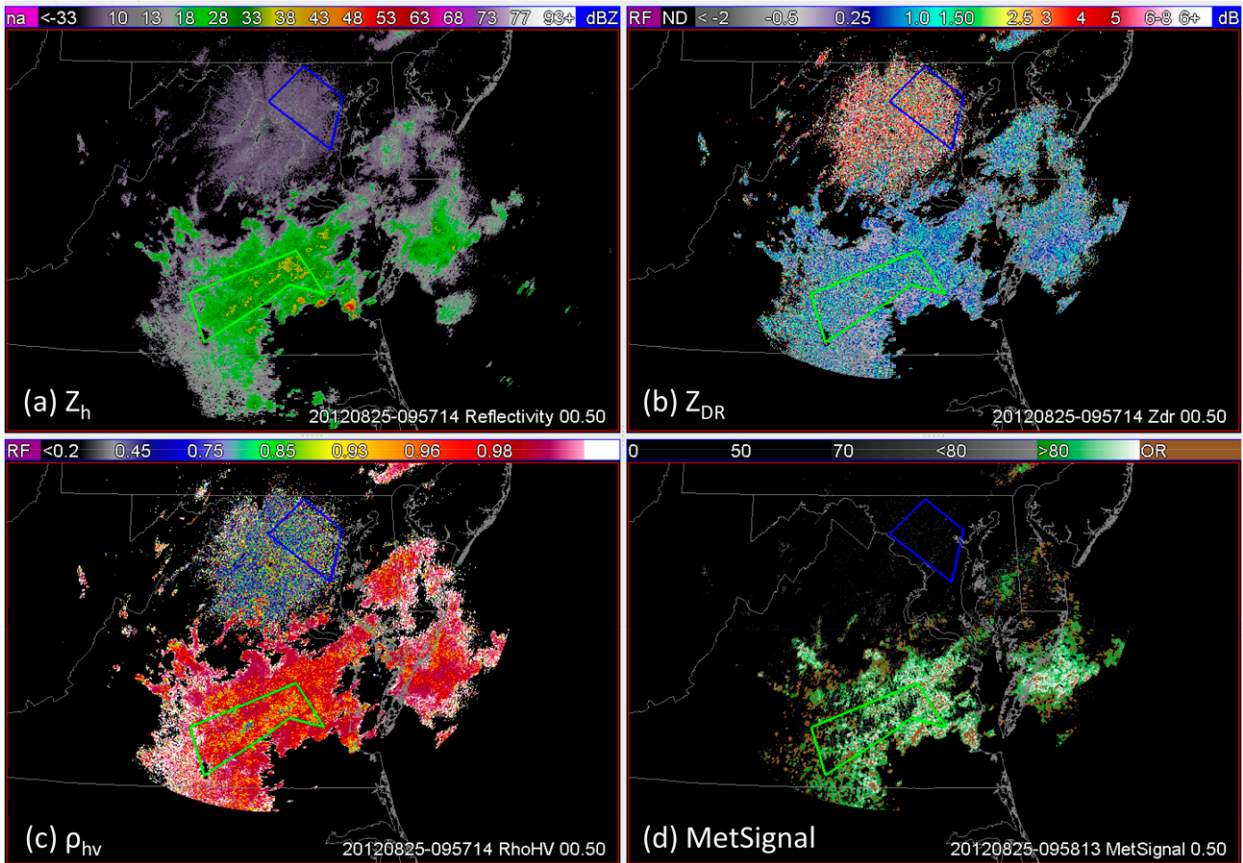 na <-33 10 13 18 28 33 38 43 48 53 63 68 73 77 93+ dBZ
(a) Zh
20120825-095714 Reflectivity 00.50
RF ND < -2 -0.5 0.25 1.0 1.50 2.5 3 4 5 6-8 6+ dB
(b) ZDR
20120825-095714 Zdr 00.50
RF <0.2 0.45 0.75 0.85 0.93 0.96 0.98
(c) ρhv
20120825-095714 RhoHV 00.50
0 50 70 <80 >80 OR
(d) MetSignal
20120825-095813 MetSignal 0.50